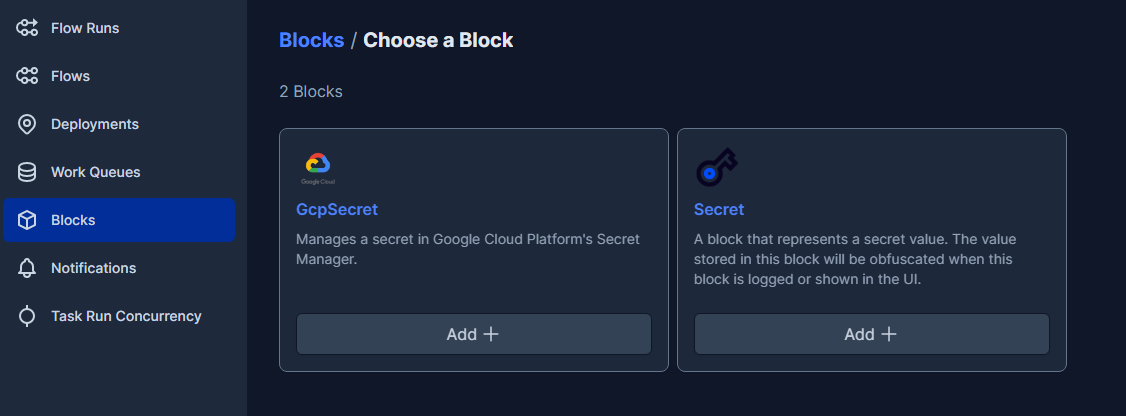 Flow Runs
Flows
Deployments
Work Queues
Blocks
Notifications
Task Run Concurrency
Blocks / Choose a Block
2 Blocks
Google Cloud
GcpSecret
Manages a secret in Google Cloud Platform's Secret
Manager.
Add
Secret
A block that represents a secret value. The value
stored in this block will be obfuscated when this
block is logged or shown in the UI.
Add